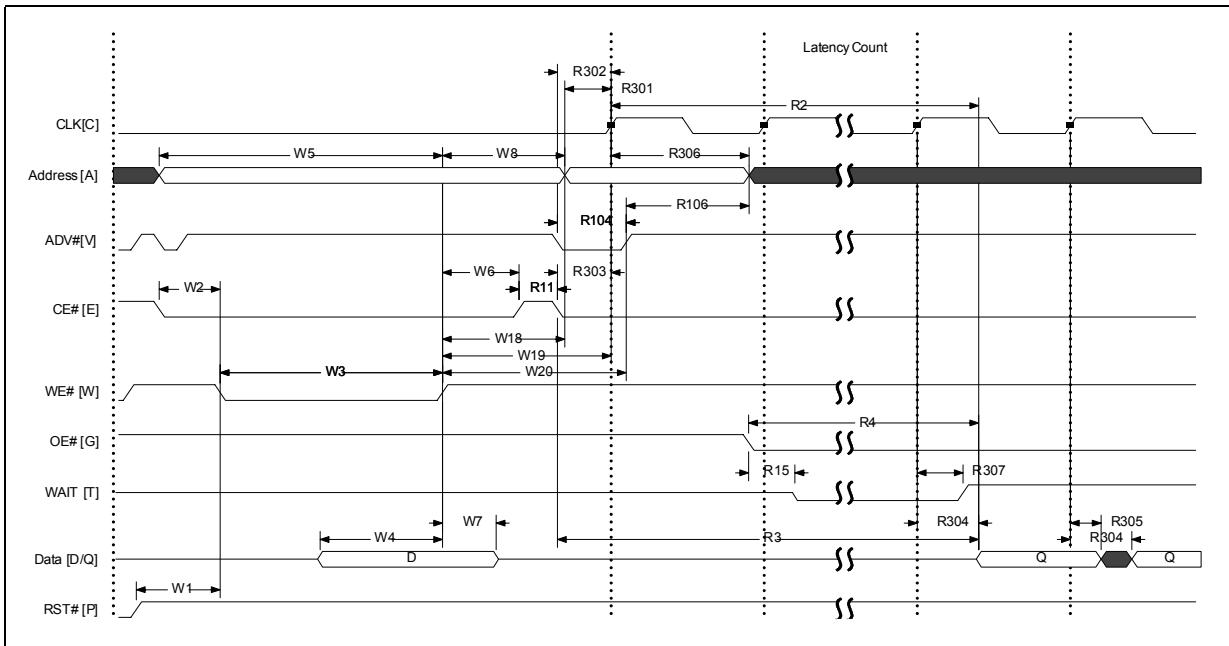 Latency Count
R302
R301
R2
CLK[C]
W5
W8
R306
Address [A]
R106
R104
ADV#[V]
W6
R303
W2
R11
CE# [E]
W18
W19
W3
W20
WE# [W]
R4
OE# [G]
R15
R307
WAIT [T]
W7
R304
R305
W4
R3
R304
Data [D/Q]
D
Q
Q
W1
RST# [P]